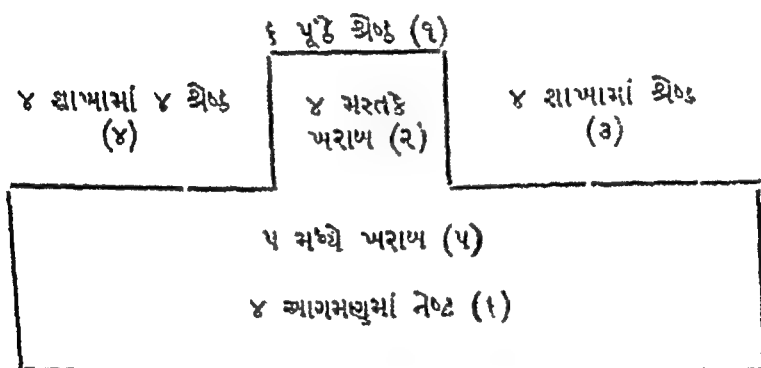 ૬ પૂઠે શ્રેષ્ઠ (૧)
૪ શાખામાં ૪ શ્રેષ્ઠ
(૪)
૪ મસ્તકે
ખરાબ (૨)
૪ શાખામાં શ્રેષ્ઠ
(૩)
૫ મધ્યે ખરાબ (૫)
૪ આગમણમાં નેષ્ટ (૬)